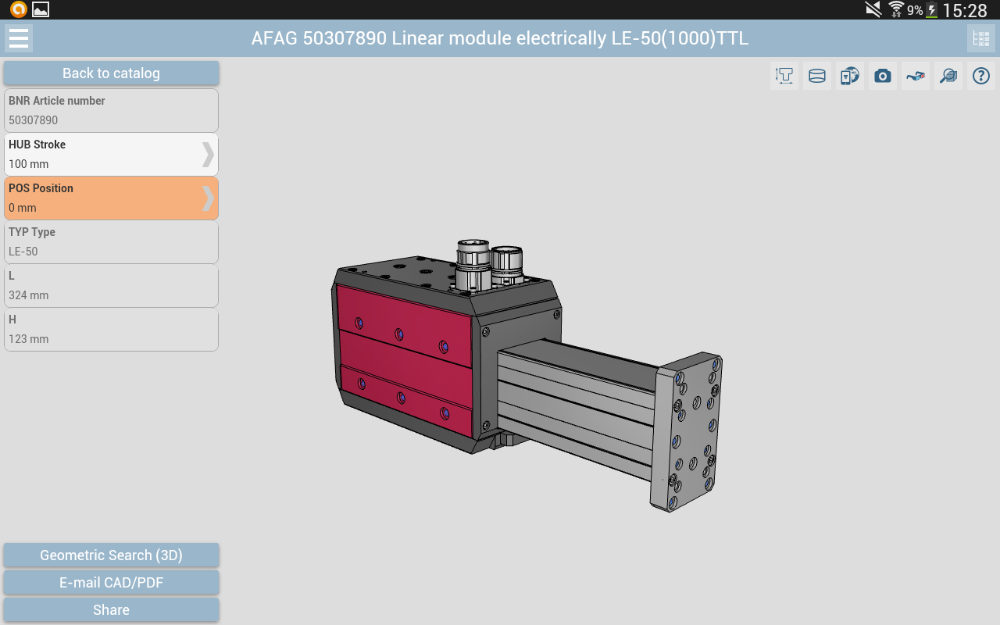 9% 15:28
AFAG 50307890 Linear module electrically LE-50(1000)TTL
Back to catalog
BNR Article number
50307890
HUB Stroke
100 mm
POS Position
0 mm
TYP Type
LE-50
L
324 mm
H
123 mm
Geometric Search (3D)
E-mail CAD/PDF
Share